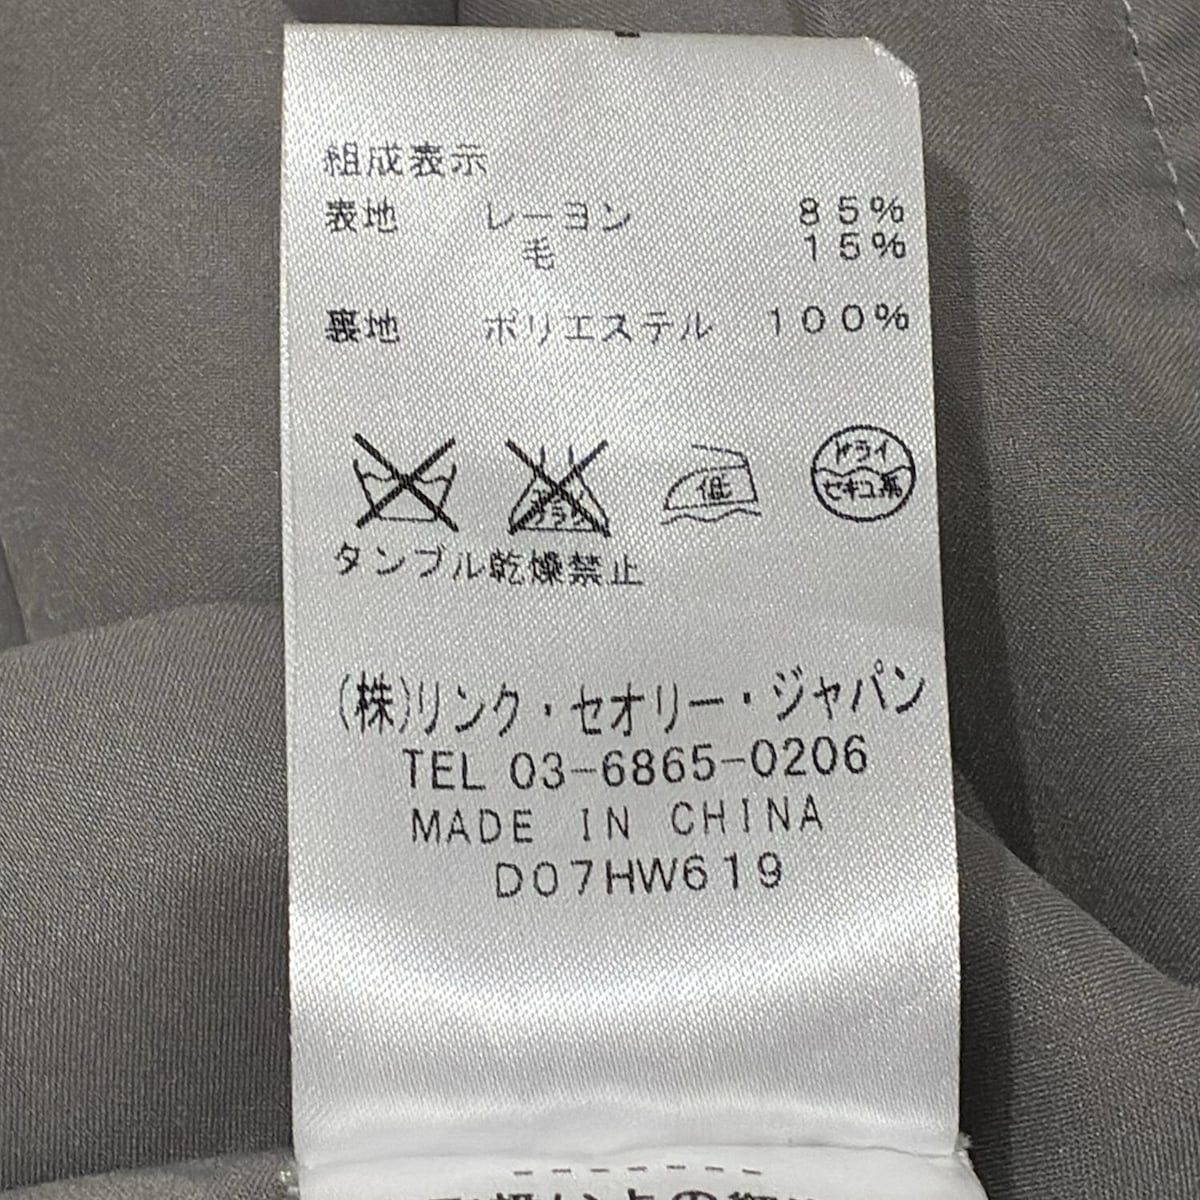 組成表示
表地 レーヨン 85%
毛 15%
裏地 ポリエステル 100%
低
ドライ
セキユ系
タンブル乾燥禁止
(株)リンク・セオリー・ジャパン
TEL 03-6865-0206
MADE IN CHINA
D07HW619